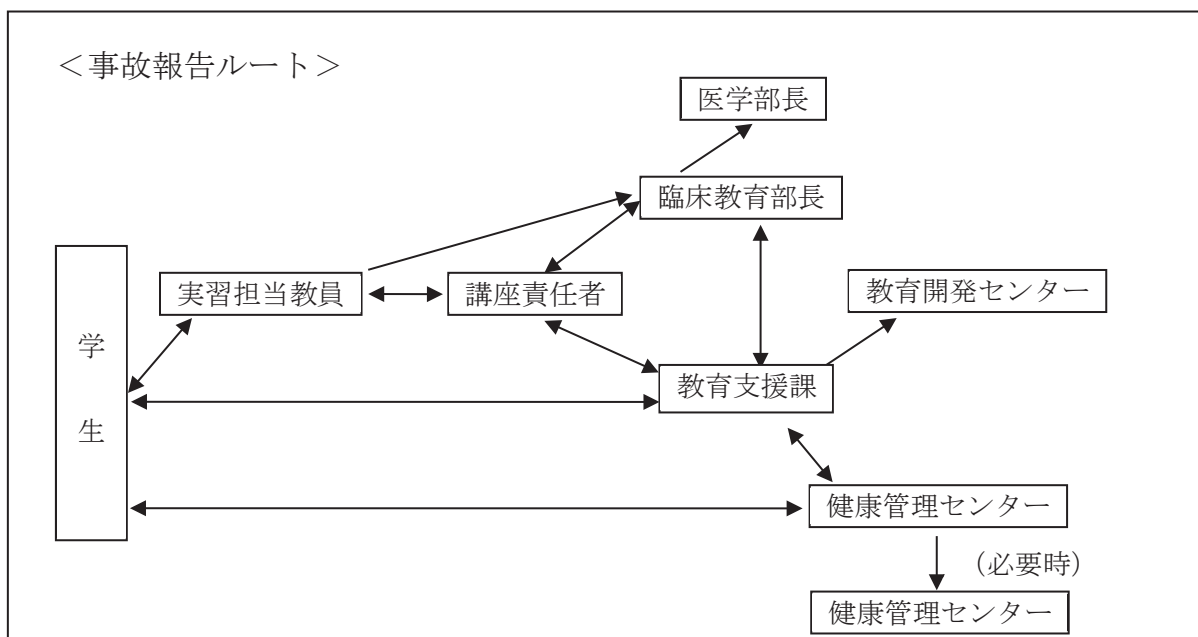 ＜事故報告ルート＞
医学部長
臨床教育部長
実習担当教員
講座責任者
教育開発センター
学
生
教育支援課
健康管理センター
（必要時）
健康管理センター